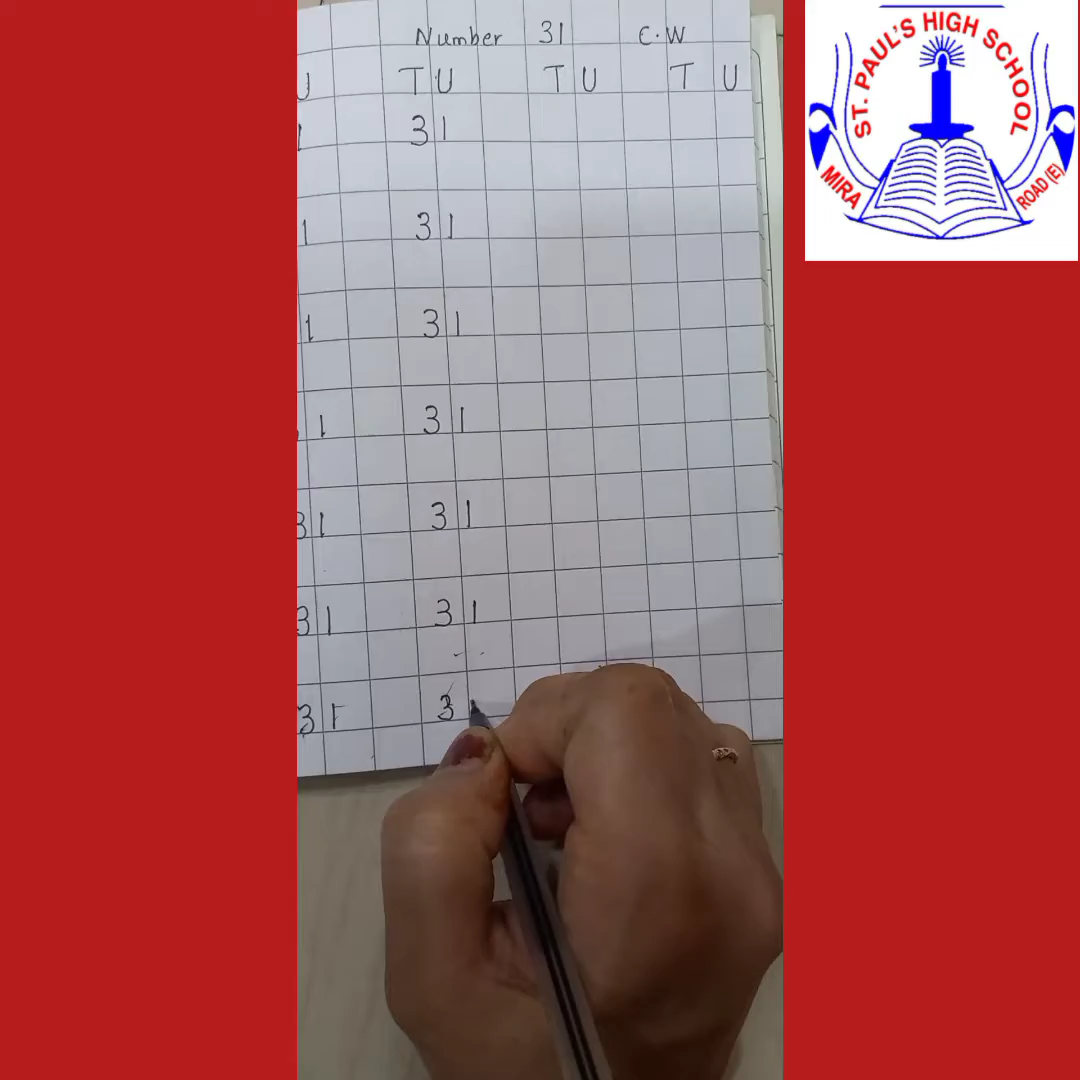 Number 31 C.W
U T U T U T U
1 31
1 31
1 31
1 31
31 31
31 31
31 3
ST. PAUL'S HIGH SCHOOL
MIRA ROAD (E)